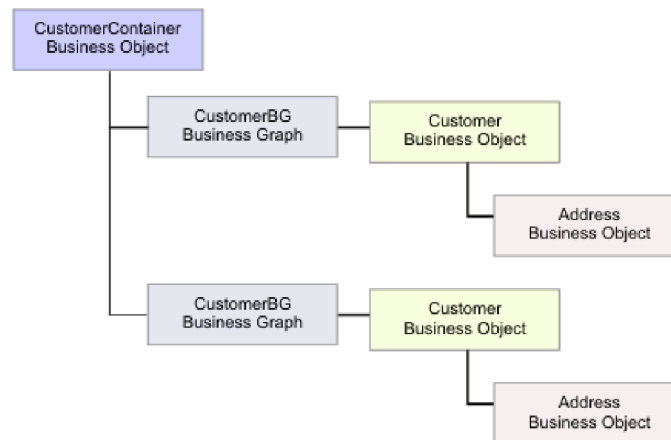 CustomerContainer
Business Object
CustomerBG
Business Graph
Customer
Business Object
Address
Business Object
CustomerBG
Business Graph
Customer
Business Object
Address
Business Object